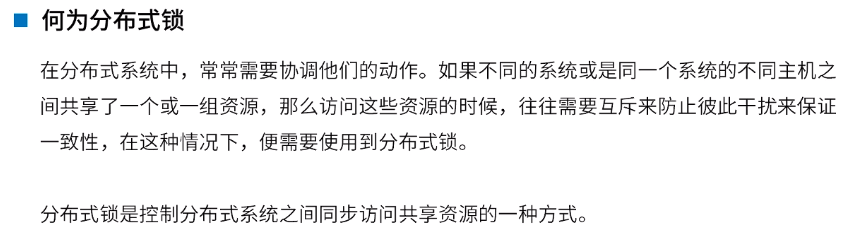 何为分布式锁
在分布式系统中，常常需要协调他们的动作。如果不同的系统或是同一个系统的不同主机之
间共享了一个或一组资源，那么访问这些资源的时候，往往需要互斥来防止彼此干扰来保证
一致性，在这种情况下，便需要使用到分布式锁。
分布式锁是控制分布式系统之间同步访问共享资源的一种方式。